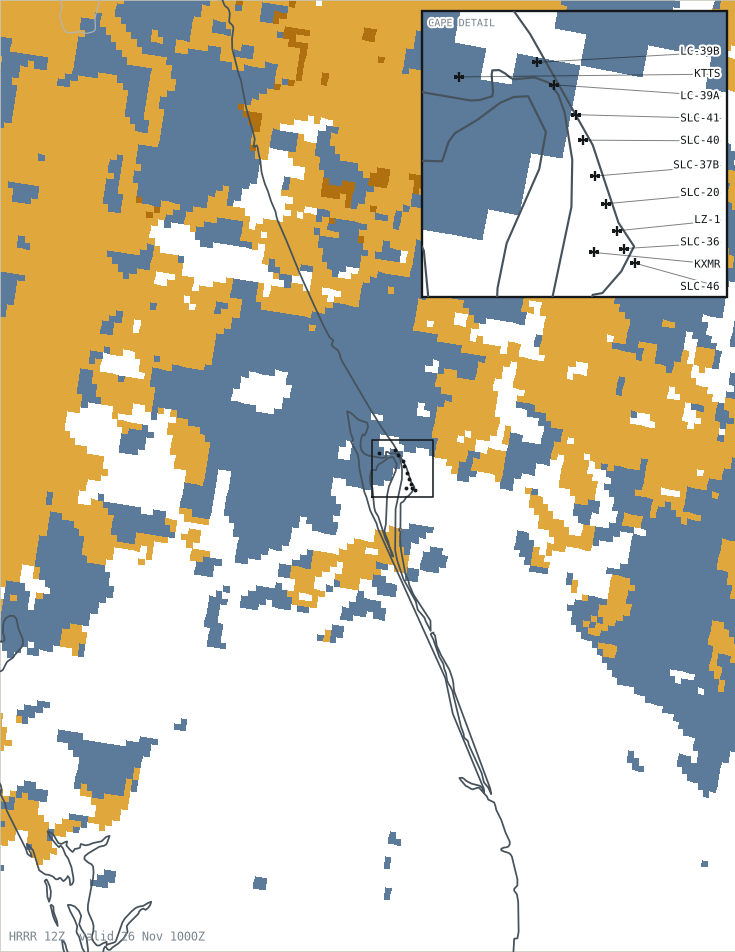 CAPE DETAIL
LC-39B
KTTS
LC-39A
SLC-41
SLC-40
SLC-37B
SLC-20
LZ-1
SLC-36
KXMR
SLC-46
HRRR 12Z valid 26 Nov 1000Z